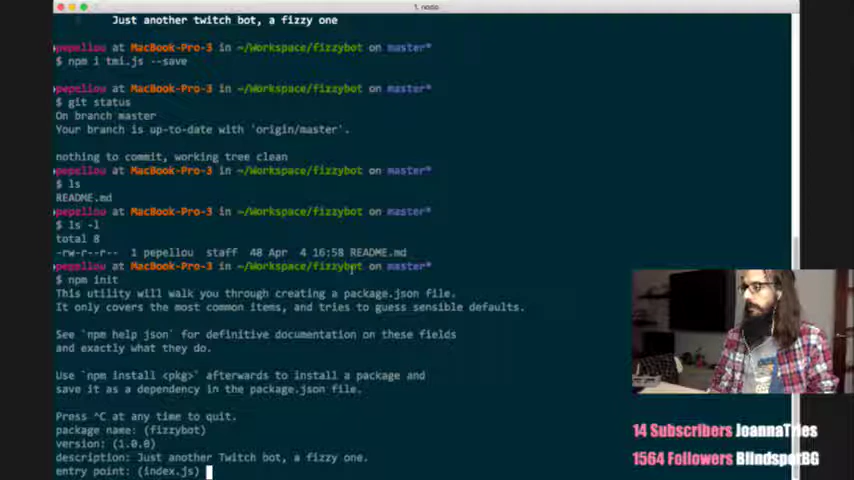 1. node
Just another twitch bot, a fizzy one
pepellou at MacBook-Pro-3 in ~/Workspace/fizzybot on master*
$ npm i tmi.js --save
pepellou at MacBook-Pro-3 in ~/Workspace/fizzybot on master*
$ git status
On branch master
Your branch is up-to-date with 'origin/master'.
nothing to commit, working tree clean
pepellou at MacBook-Pro-3 in ~/Workspace/fizzybot on master*
$ ls
README.md
pepellou at MacBook-Pro-3 in ~/Workspace/fizzybot on master*
$ ls -l
total 8
-rw-r--r-- 1 pepellou staff 48 Apr 4 16:58 README.md
pepellou at MacBook-Pro-3 in ~/Workspace/fizzybot on master*
$ npm init
This utility will walk you through creating a package.json file.
It only covers the most common items, and tries to guess sensible defaults.
See `npm help json` for definitive documentation on these fields
and exactly what they do.
Use `npm install <pkg>` afterwards to install a package and
save it as a dependency in the package.json file.
Press ^C at any time to quit.
package name: (fizzybot)
version: (1.0.0)
description: Just another Twitch bot, a fizzy one.
entry point: (index.js)
14 Subscribers JoannaTries
1564 Followers BlindspotBG